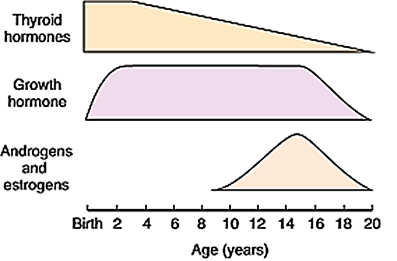 Thyroid
hormones
Growth
hormone
Androgens
and
estrogens
Birth 2 4 6 8 10 12 14 16 18 20
Age (years)